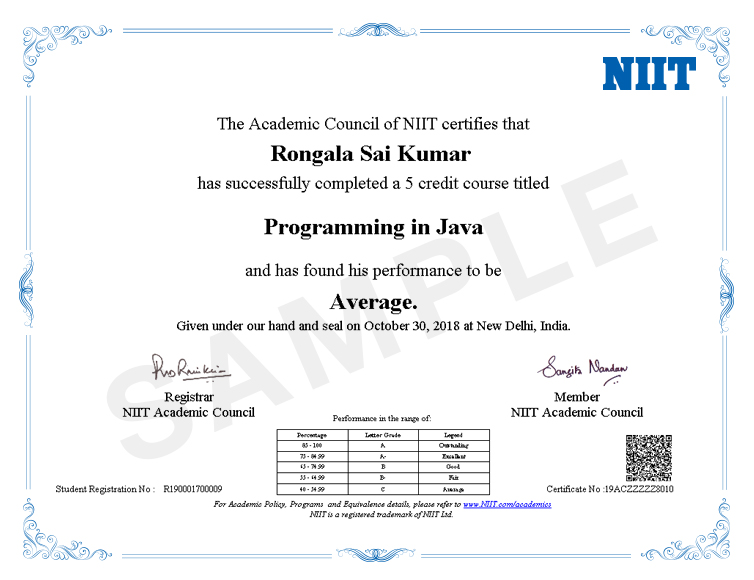 NIIT
The Academic Council of NIIT certifies that
Rongala Sai Kumar
has successfully completed a 5 credit course titled
Programming in Java
and has found his performance to be
Average.
Given under our hand and seal on October 30, 2018 at New Delhi, India.
SAMPLE
Sangita Nandan
Registrar
NIIT Academic Council
Member
NIIT Academic Council
Performance in the range of:
Percentage Letter Grade Legend
85 - 100 A Outstanding
75 - 84.99 A- Excellent
45 - 74.99 B Good
55 - 44.99 B- Fair
40 - 54.99 C Average
Student Registration No : R190001700009
Certificate No :19ACZZZZZ8010
For Academic Policy, Programs and Equivalence details, please refer to www.NIIT.com/academics
NIIT is a registered trademark of NIIT Ltd.